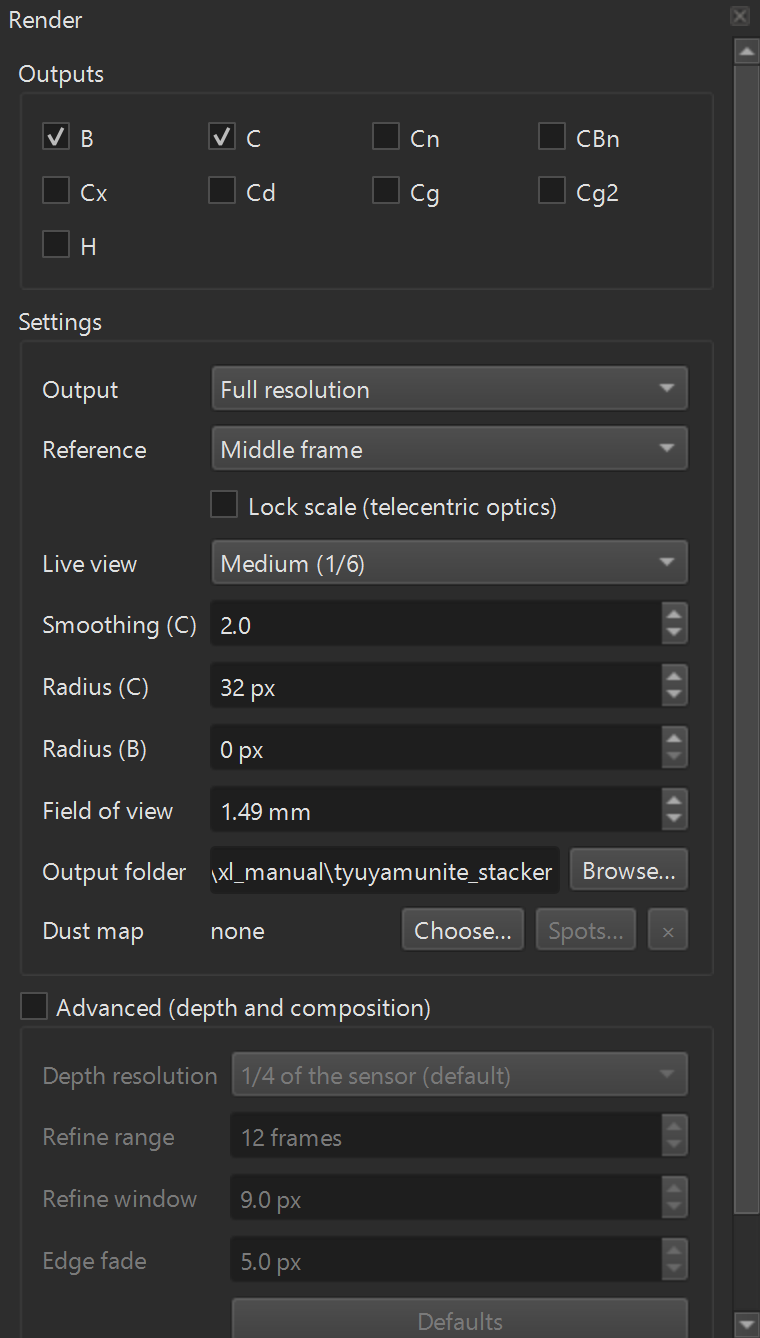 Render
Outputs
B C Cn CBn
Cx Cd Cg Cg2
H
Settings
Output Full resolution
Reference Middle frame
Lock scale (telecentric optics)
Live view Medium (1/6)
Smoothing (C) 2.0
Radius (C) 32 px
Radius (B) 0 px
Field of view 1.49 mm
Output folder \xl_manual\tyuyamunite_stacker Browse...
Dust map none Choose... Spots... ×
Advanced (depth and composition)
Depth resolution 1/4 of the sensor (default)
Refine range 12 frames
Refine window 9.0 px
Edge fade 5.0 px
Defaults